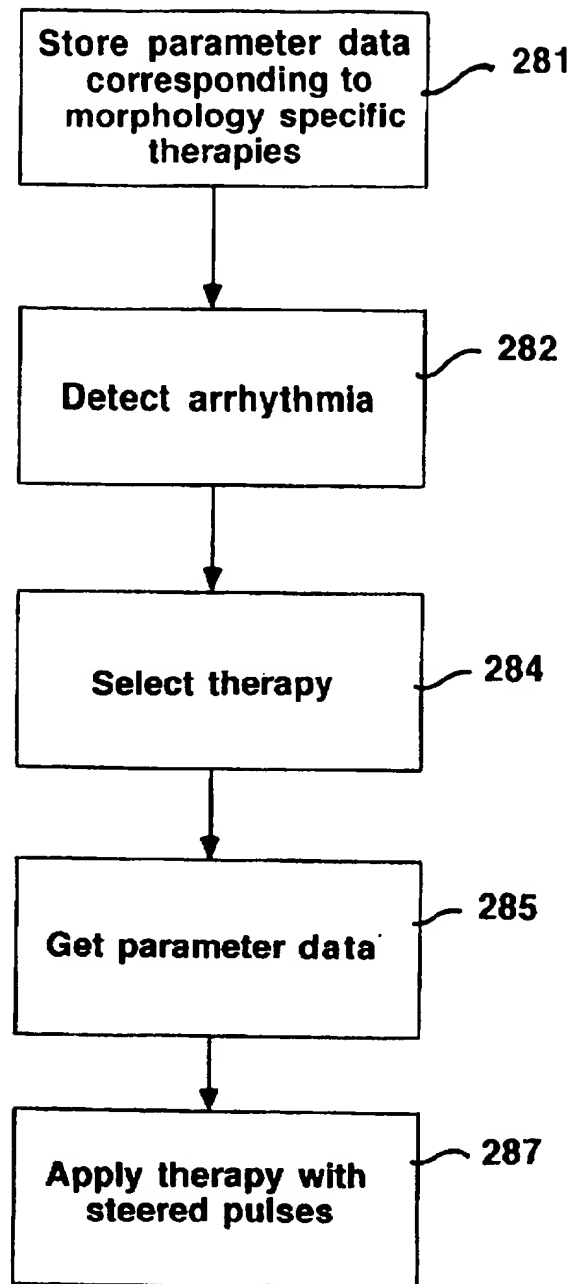 Store parameter data
corresponding to
morphology specific
therapies
281
Detect arrhythmia
282
Select therapy
284
Get parameter data
285
Apply therapy with
steered pulses
287